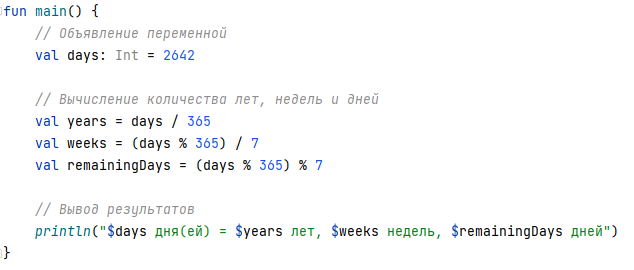 fun main() {
    // Объявление переменной
    val days: Int = 2642

    // Вычисление количества лет, недель и дней
    val years = days / 365
    val weeks = (days % 365) / 7
    val remainingDays = (days % 365) % 7

    // Вывод результатов
    println("$days дня(ей) = $years лет, $weeks недель, $remainingDays дней")
}